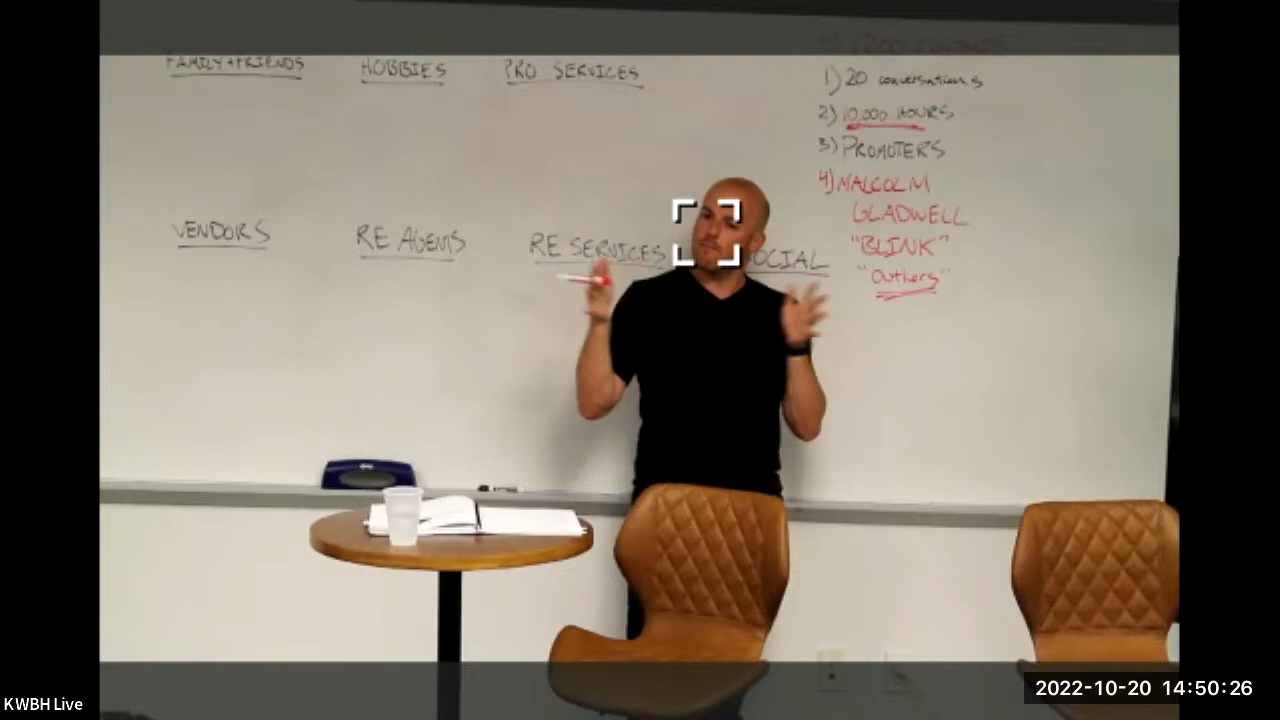 FAMILY+FRIENDS
HOBBIES
PRO SERVICES
1) 20 conversations
2) 10,000 HOURS
3) PROMOTERS
4) MALCOLM
GLADWELL
"BLINK"
"Outliers"
VENDORS
RE AGENTS
RE SERVICES
OCIAL
KWBH Live
2022-10-20 14:50:26